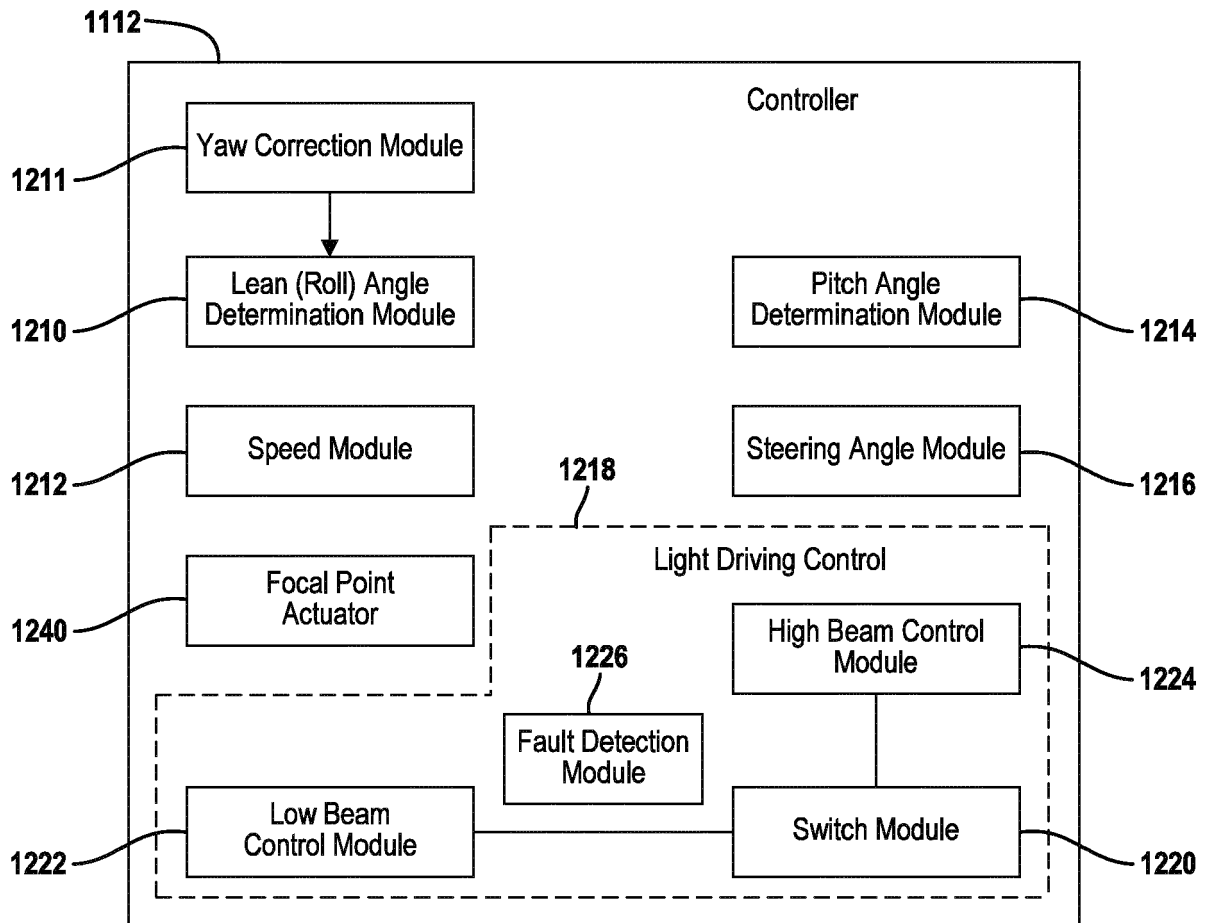 1112
Controller
Yaw Correction Module
1211
Lean (Roll) Angle
Determination Module
1210
Pitch Angle
Determination Module
1214
Speed Module
1212
Steering Angle Module
1216
1218
Light Driving Control
Focal Point
Actuator
1240
High Beam Control
Module
1224
1226
Fault Detection
Module
Low Beam
Control Module
1222
Switch Module
1220